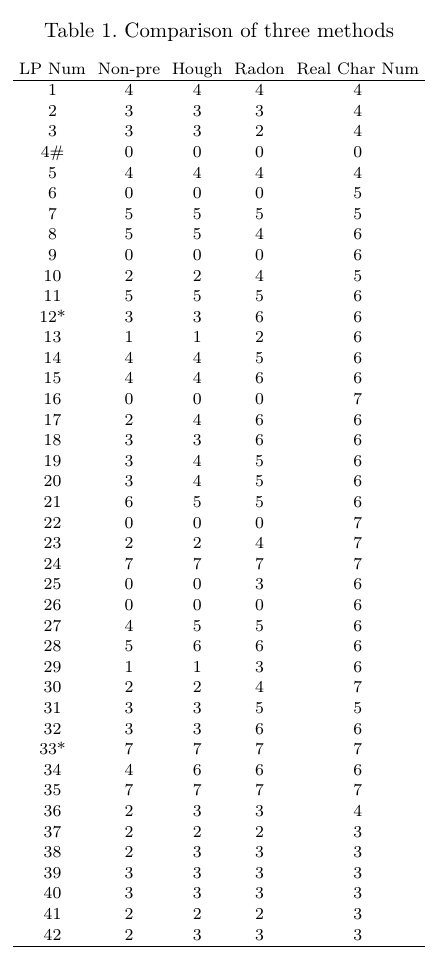 Table 1. Comparison of three methods
LP Num Non-pre Hough Radon Real Char Num
1 4 4 4 4
2 3 3 3 4
3 3 3 2 4
4# 0 0 0 0
5 4 4 4 4
6 0 0 0 5
7 5 5 5 5
8 5 5 4 6
9 0 0 0 6
10 2 2 4 5
11 5 5 5 6
12* 3 3 6 6
13 1 1 2 6
14 4 4 5 6
15 4 4 6 6
16 0 0 0 7
17 2 4 6 6
18 3 3 6 6
19 3 4 5 6
20 3 4 5 6
21 6 5 5 6
22 0 0 0 7
23 2 2 4 7
24 7 7 7 7
25 0 0 3 6
26 0 0 0 6
27 4 5 5 6
28 5 6 6 6
29 1 1 3 6
30 2 2 4 7
31 3 3 5 5
32 3 3 6 6
33* 7 7 7 7
34 4 6 6 6
35 7 7 7 7
36 2 3 3 4
37 2 2 2 3
38 2 3 3 3
39 3 3 3 3
40 3 3 3 3
41 2 2 2 3
42 2 3 3 3